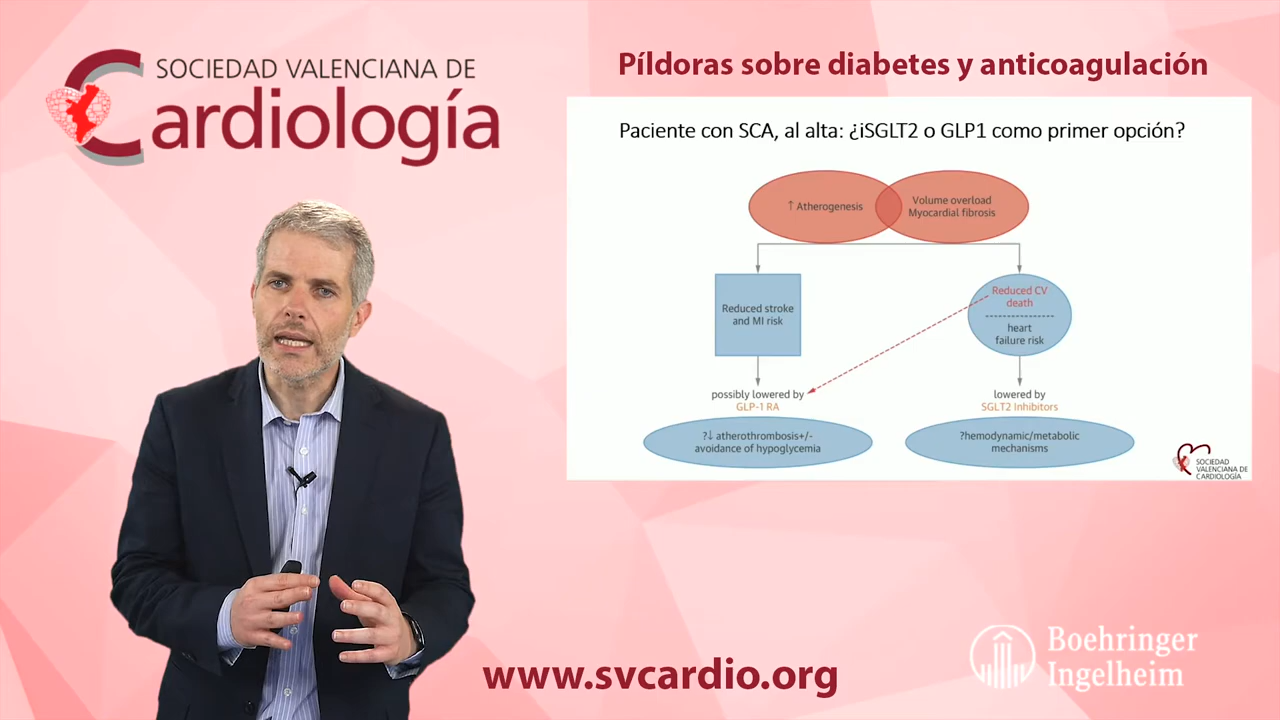 SOCIEDAD VALENCIANA DE
Cardiología
Píldoras sobre diabetes y anticoagulación
Paciente con SCA, al alta: ¿iSGLT2 o GLP1 como primer opción?
↑ Atherogenesis
Volume overload
Myocardial fibrosis
Reduced stroke
and MI risk
Reduced CV
death
heart
failure risk
possibly lowered by
GLP-1 RA
lowered by
SGLT2 Inhibitors
?↓ atherothrombosis+/-
avoidance of hypoglycemia
?hemodynamic/metabolic
mechanisms
SOCIEDAD
VALENCIANA DE
CARDIOLOGÍA
www.svcardio.org
Boehringer
Ingelheim